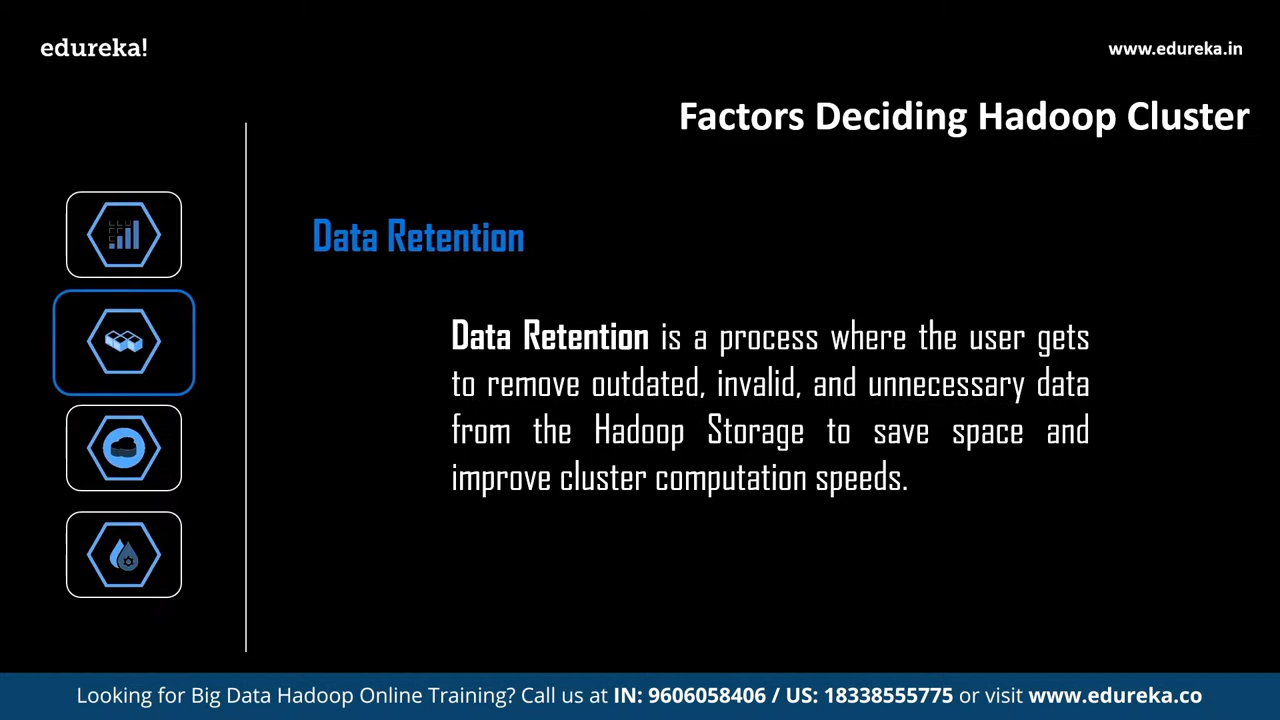 edureka!
www.edureka.in
Factors Deciding Hadoop Cluster
Data Retention
Data Retention is a process where the user gets
to remove outdated, invalid, and unnecessary data
from the Hadoop Storage to save space and
improve cluster computation speeds.
Looking for Big Data Hadoop Online Training? Call us at IN: 9606058406 / US: 18338555775 or visit www.edureka.co